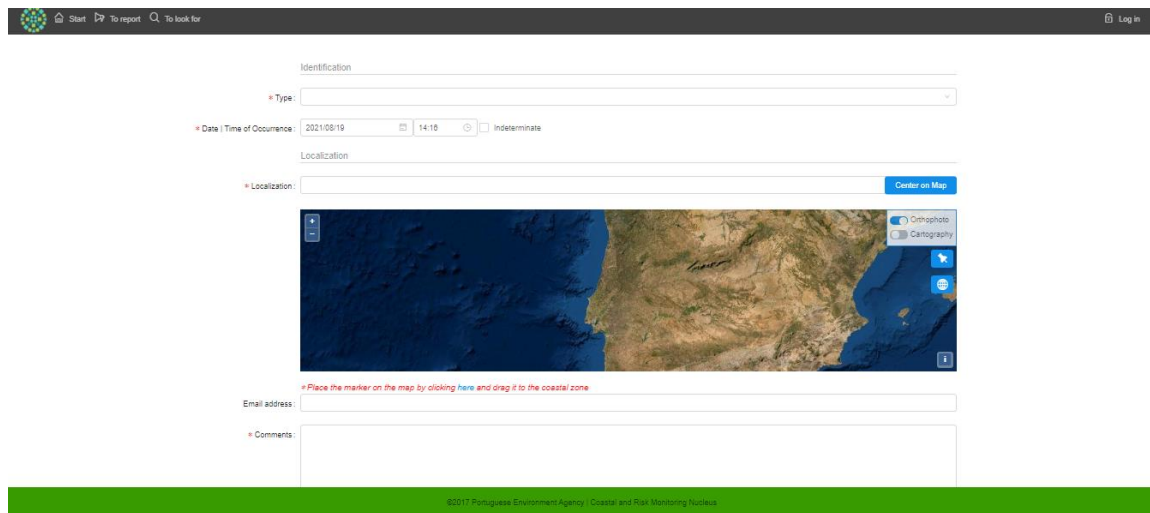 Start To report To look for Log in
Identification
* Type :
* Date | Time of Occurrence : 2021/08/19 14:16 Indeterminate
Localization
* Localization : Center on Map
+
−
Orthophoto
Cartography
i
* Place the marker on the map by clicking here and drag it to the coastal zone
Email address :
* Comments :
©2017 Portuguese Environment Agency | Coastal and Risk Monitoring Nucleus